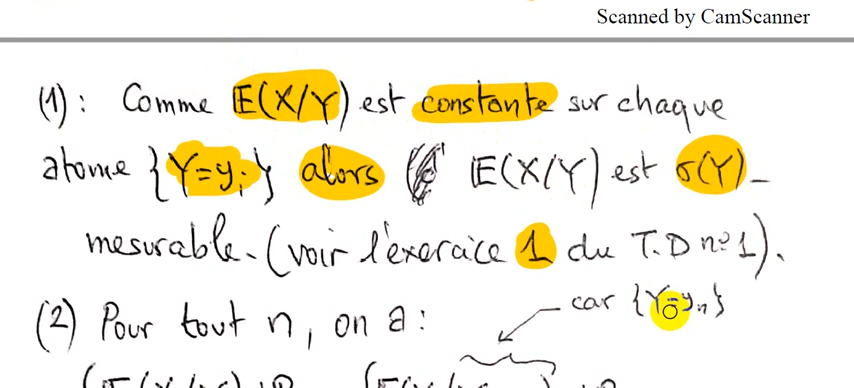 Scanned by CamScanner
(1): Comme E(X/Y) est constante sur chaque
atome {Y=yᵢ} alors E(X/Y) est σ(Y)_
mesurable. (voir l'exercice 1 du T.D n°1).
car {Y=yₙ}
(2) Pour tout n, on a :